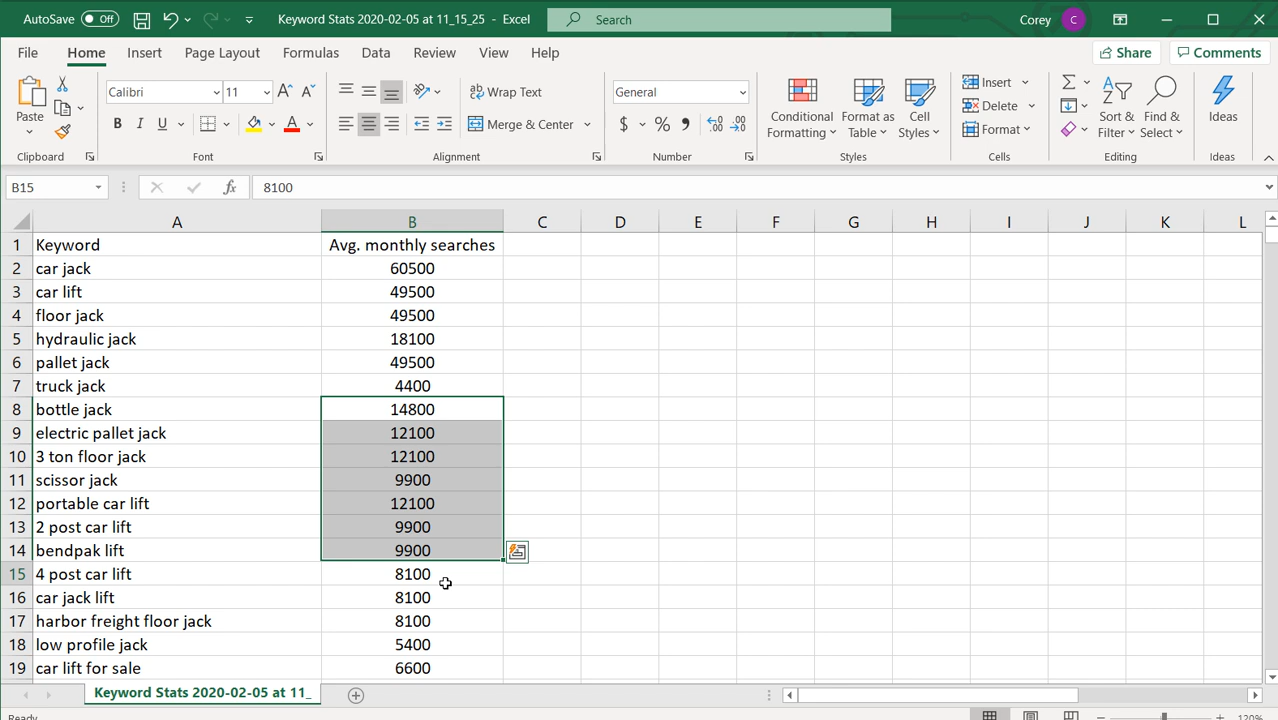 AutoSave Off Keyword Stats 2020-02-05 at 11_15_25 - Excel Search Corey C
File Home Insert Page Layout Formulas Data Review View Help Share Comments
Paste
Calibri 11
B I U A
Wrap Text
Merge & Center
General
$ %
Conditional Formatting
Format as Table
Cell Styles
Insert
Delete
Format
Sort & Filter
Find & Select
Ideas
Clipboard Font Alignment Number Styles Cells Editing Ideas
B15 fx 8100
A B C D E F G H I J K L
1 Keyword Avg. monthly searches
2 car jack 60500
3 car lift 49500
4 floor jack 49500
5 hydraulic jack 18100
6 pallet jack 49500
7 truck jack 4400
8 bottle jack 14800
9 electric pallet jack 12100
10 3 ton floor jack 12100
11 scissor jack 9900
12 portable car lift 12100
13 2 post car lift 9900
14 bendpak lift 9900
15 4 post car lift 8100
16 car jack lift 8100
17 harbor freight floor jack 8100
18 low profile jack 5400
19 car lift for sale 6600
Keyword Stats 2020-02-05 at 11_
Ready 120%